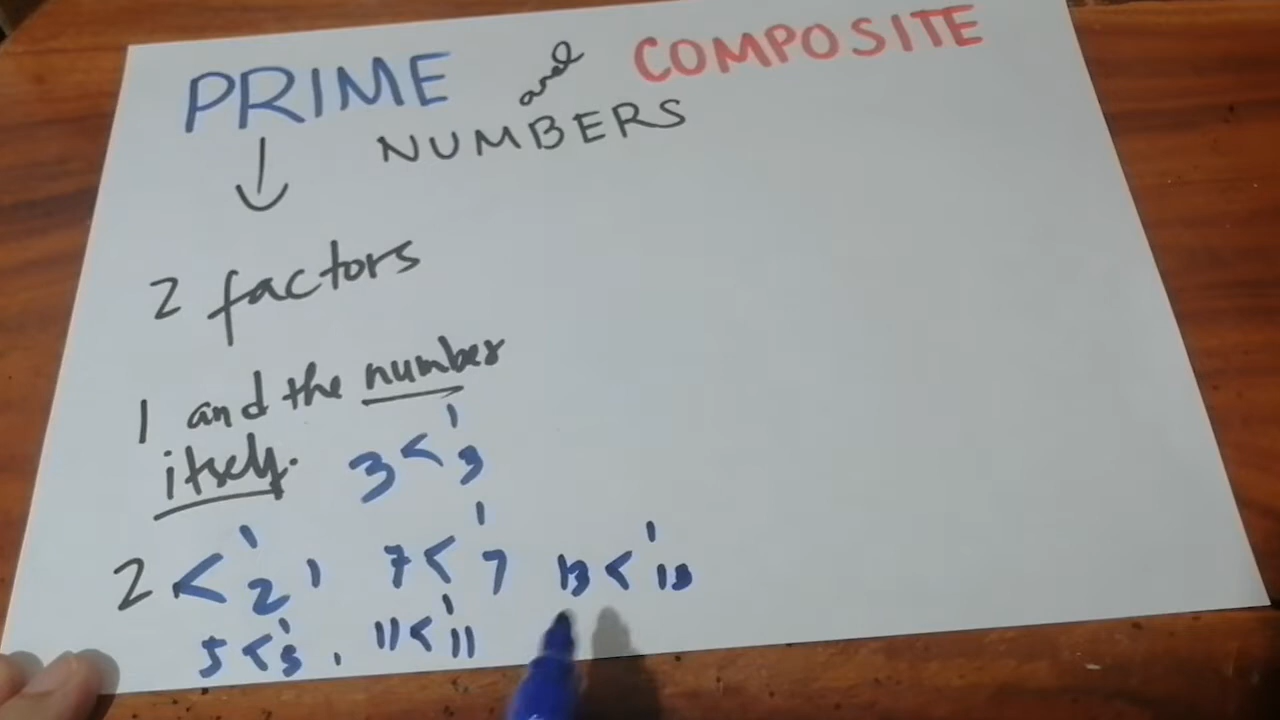 PRIME and COMPOSITE
NUMBERS
2 factors
1 and the number
itself.
3 < 1 3
2 < 1 2, 7 < 1 7 13 < 1 13
5 < 1 5, 11 < 1 11